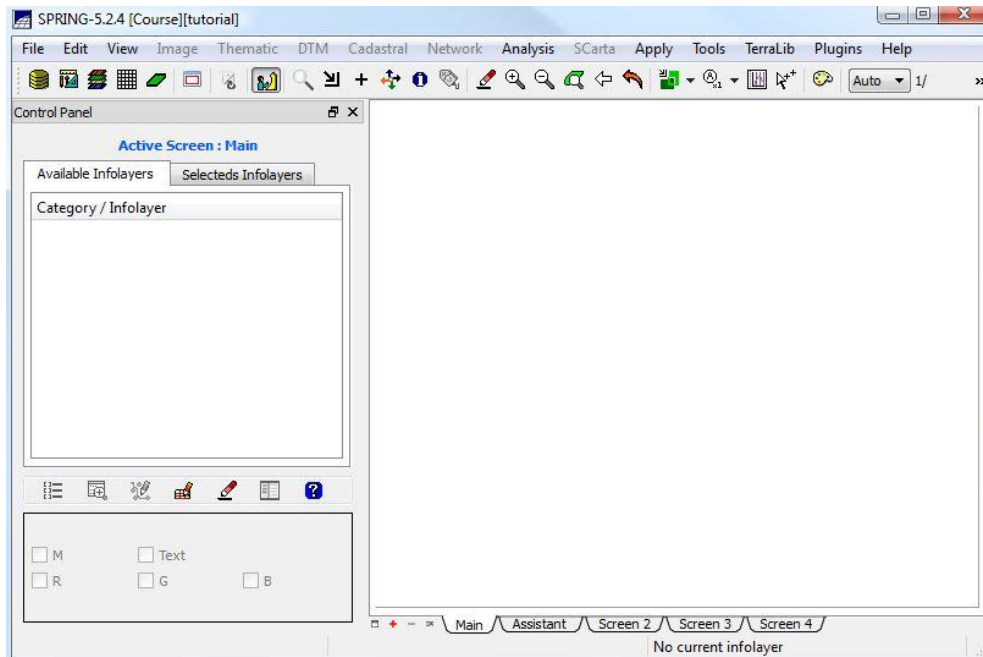 SPRING-5.2.4 [Course][tutorial]
File Edit View Image Thematic DTM Cadastral Network Analysis SCarta Apply Tools TerraLib Plugins Help
Auto 1/
Control Panel
Active Screen : Main
Available Infolayers Selecteds Infolayers
Category / Infolayer
M Text
R G B
Main Assistant Screen 2 Screen 3 Screen 4
No current infolayer